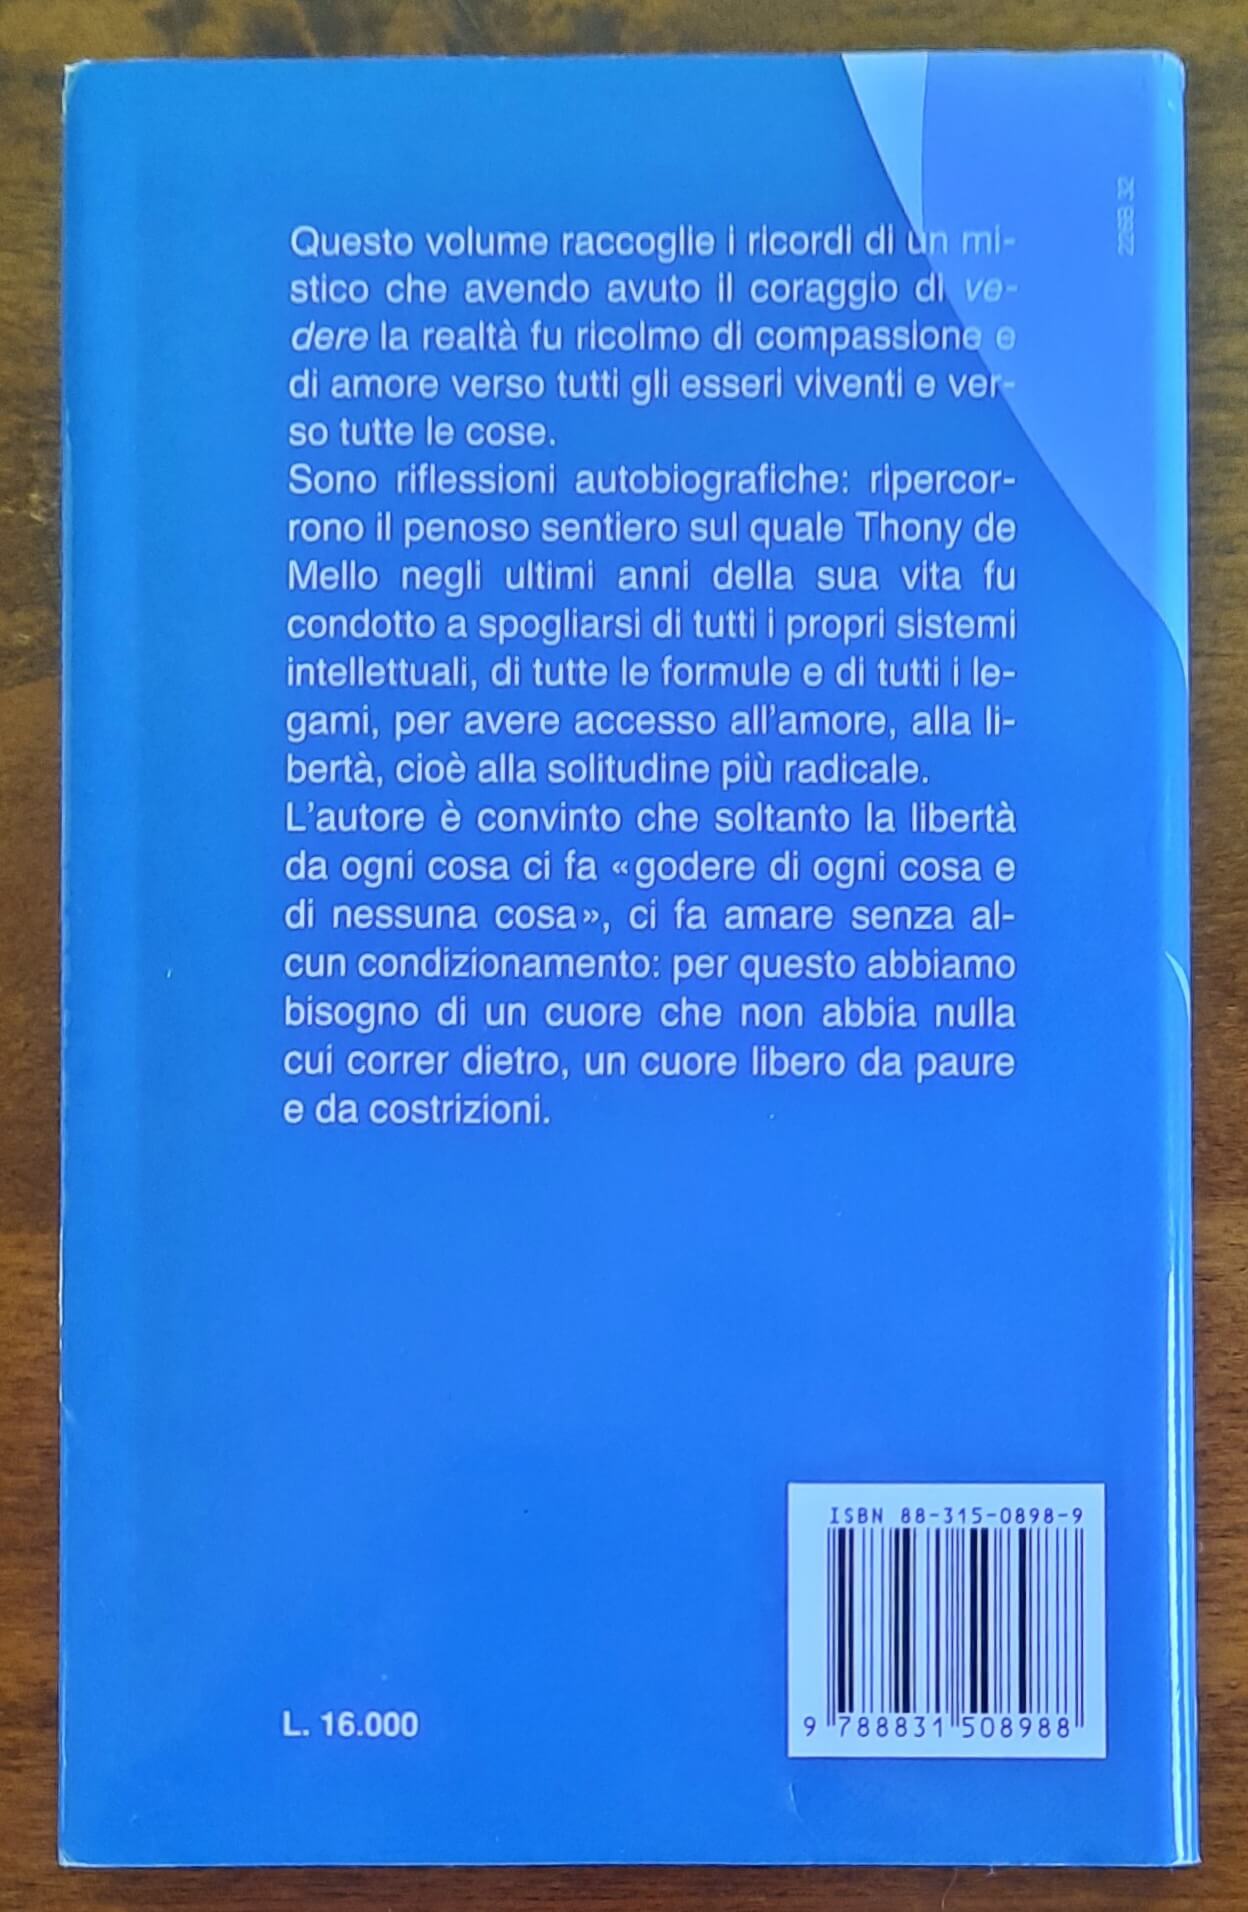 Questo volume raccoglie i ricordi di un mi-
stico che avendo avuto il coraggio di ve-
dere la realtà fu ricolmo di compassione e
di amore verso tutti gli esseri viventi e ver-
so tutte le cose.
Sono riflessioni autobiografiche: ripercor-
rono il penoso sentiero sul quale Thony de
Mello negli ultimi anni della sua vita fu
condotto a spogliarsi di tutti i propri sistemi
intellettuali, di tutte le formule e di tutti i le-
gami, per avere accesso all'amore, alla li-
bertà, cioè alla solitudine più radicale.
L'autore è convinto che soltanto la libertà
da ogni cosa ci fa «godere di ogni cosa e
di nessuna cosa», ci fa amare senza al-
cun condizionamento: per questo abbiamo
bisogno di un cuore che non abbia nulla
cui correr dietro, un cuore libero da paure
e da costrizioni.
ISBN 88-315-0898-9
9 788831 508988
L. 16.000